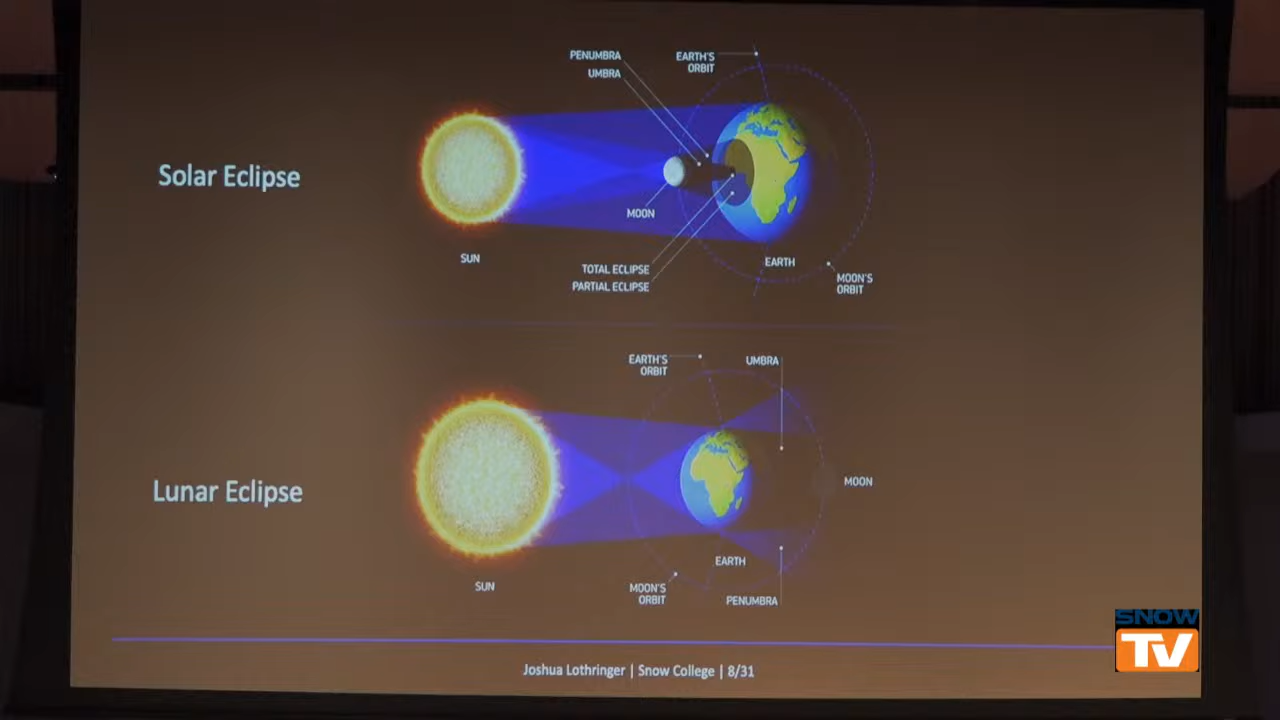 PENUMBRA
UMBRA
EARTH'S
ORBIT
Solar Eclipse
MOON
SUN
TOTAL ECLIPSE
PARTIAL ECLIPSE
EARTH
MOON'S
ORBIT
EARTH'S
ORBIT
UMBRA
Lunar Eclipse
MOON
SUN
EARTH
MOON'S
ORBIT
PENUMBRA
Joshua Lothringer | Snow College | 8/31
SNOW
TV